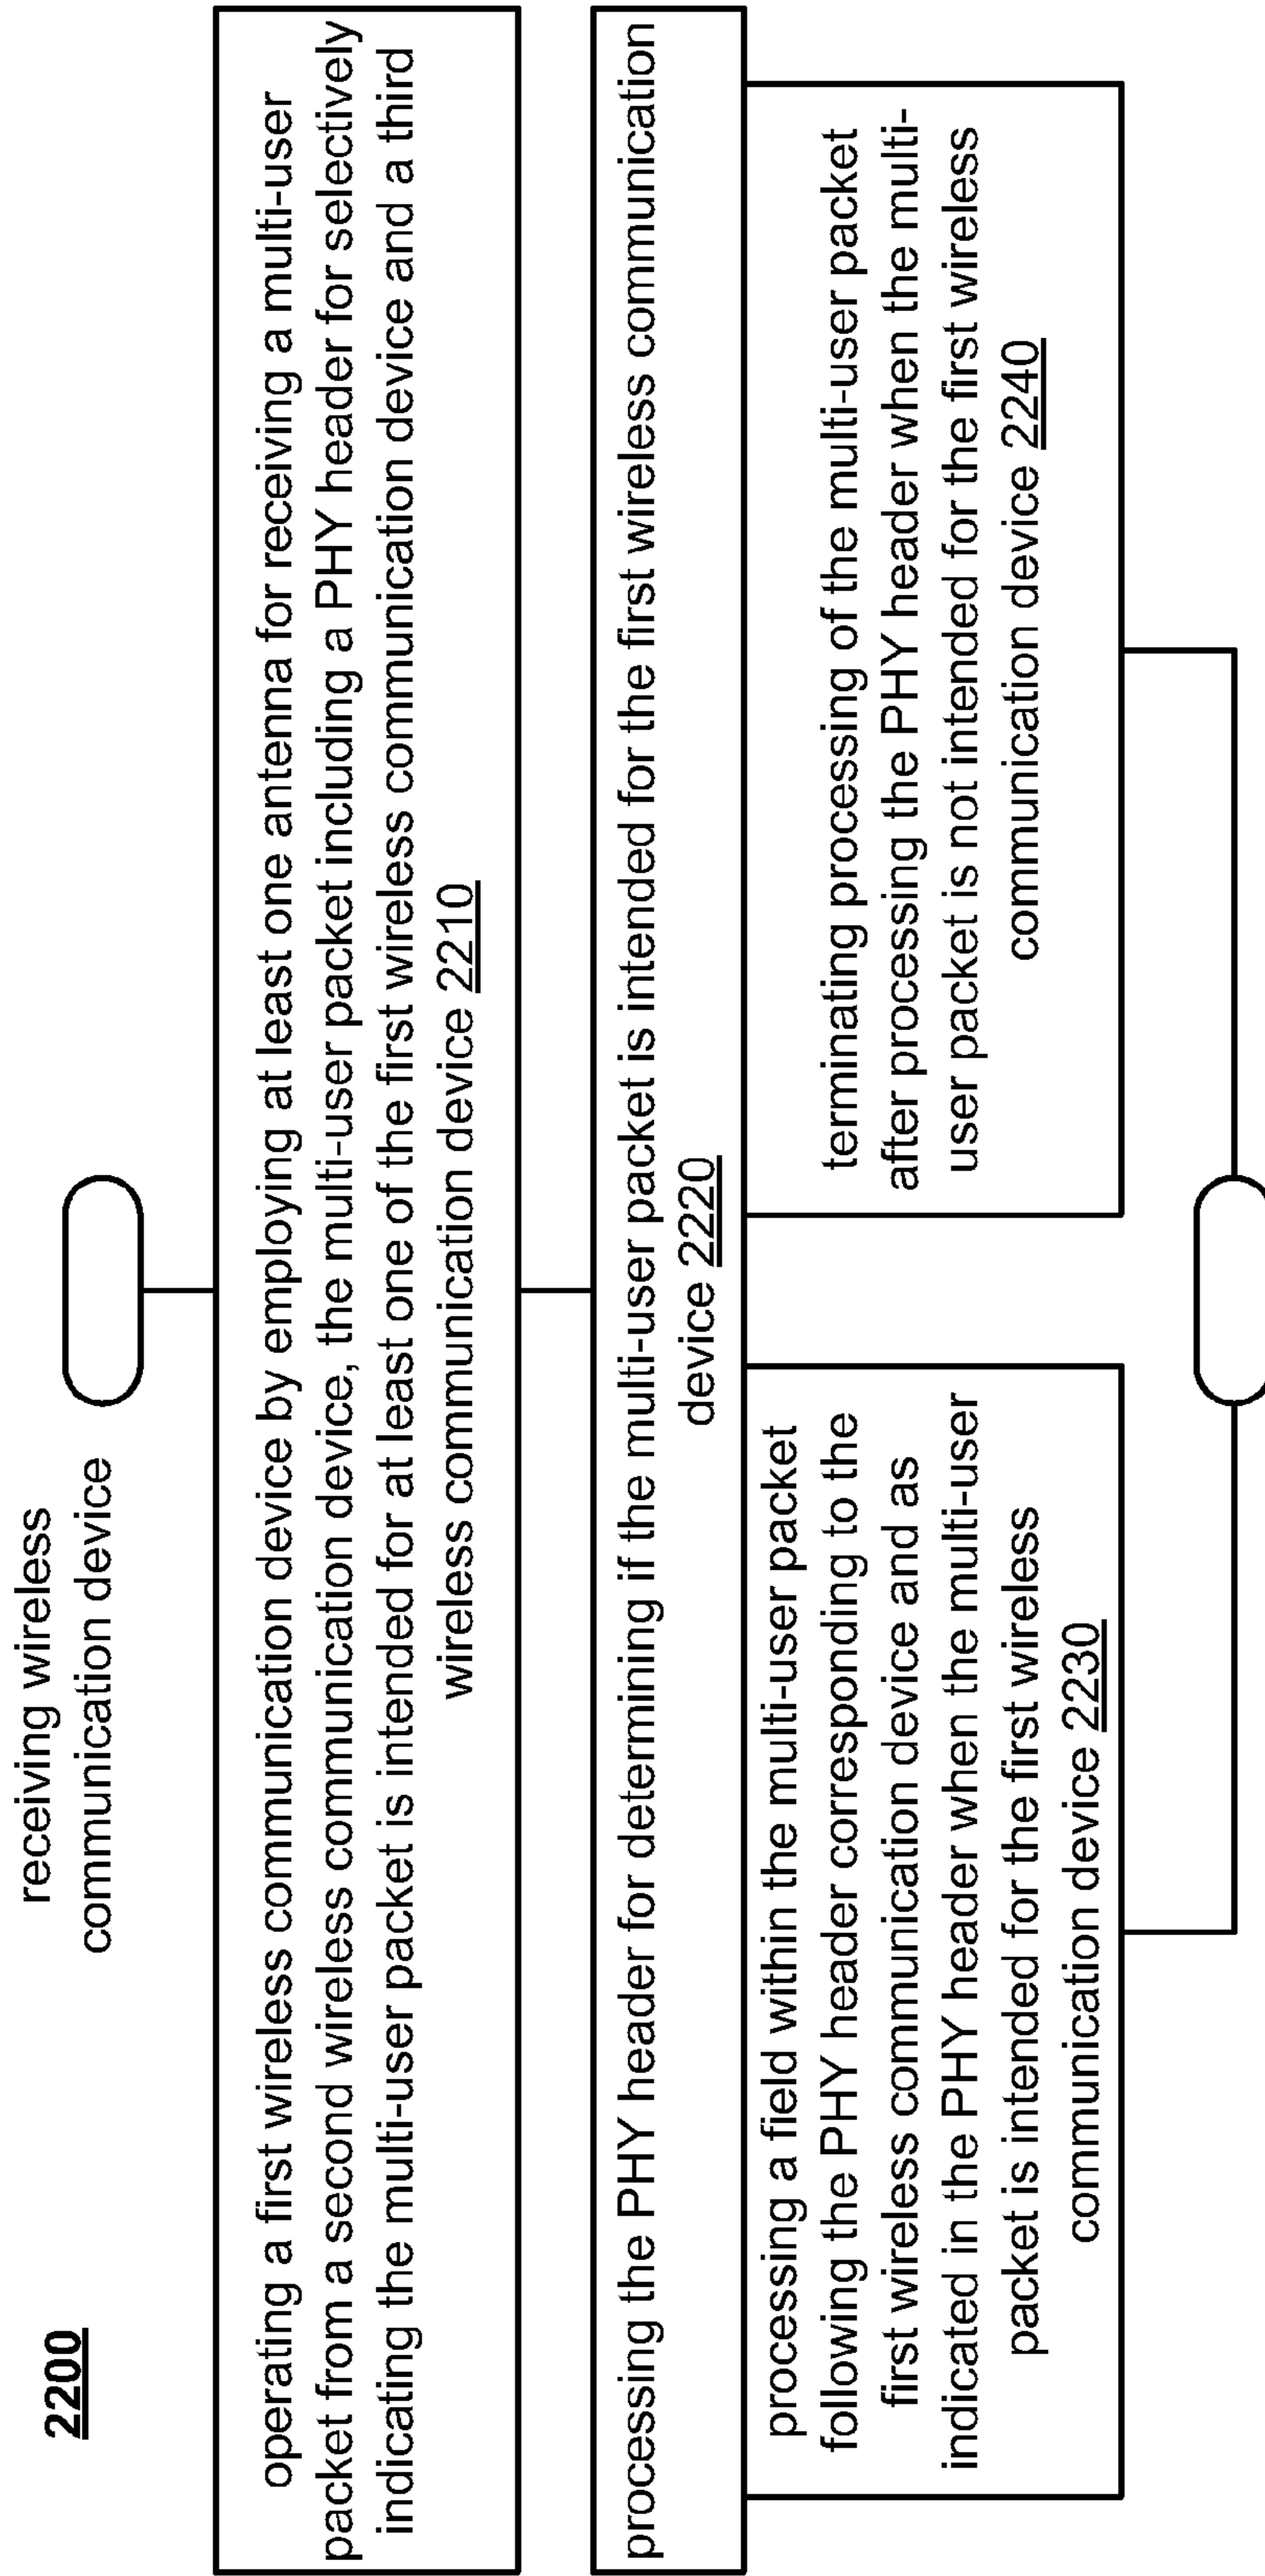 2200
receiving wireless
communication device
operating a first wireless communication device by employing at least one antenna for receiving a multi-user
packet from a second wireless communication device, the multi-user packet including a PHY header for selectively
indicating the multi-user packet is intended for at least one of the first wireless communication device and a third
wireless communication device 2210
processing the PHY header for determining if the multi-user packet is intended for the first wireless communication
device 2220
processing a field within the multi-user packet
following the PHY header corresponding to the
first wireless communication device and as
indicated in the PHY header when the multi-user
packet is intended for the first wireless
communication device 2230
terminating processing of the multi-user packet
after processing the PHY header when the multi-
user packet is not intended for the first wireless
communication device 2240